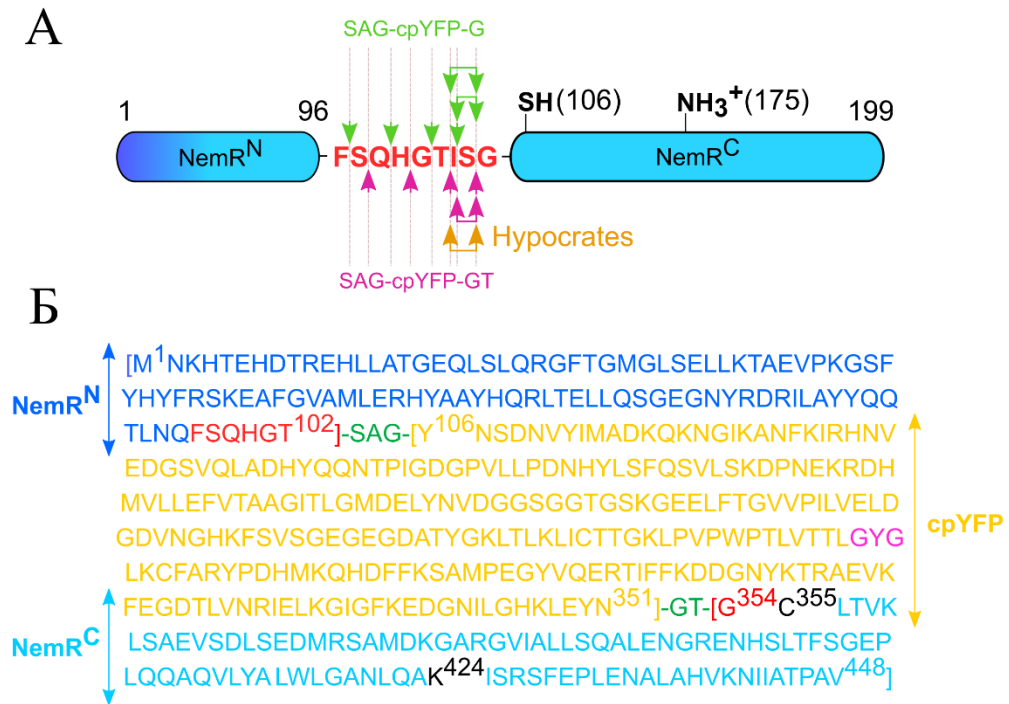 А
SAG-cpYFP-G
1
96
SH(106)
NH3+(175)
199
NemRN
FSQHGTISG
NemRC
Hypocrates
SAG-cpYFP-GT
Б
[M1NKHTEHDTREHLLATGEQLSLQRGFTGMGLSELLKTAEVPKGSF
NemRN
YHYFRSKEAFGVAMLERHYAAYHQRLTELLQSGEGNYRDRILAYYQQ
TLNQFSQHGT102]-SAG-[Y106NSDNVYIMADKQKNGIKANFKIRHNV
EDGSVQLADHYQQNTPIGDGPVLLPDNHYLSFQSVLSKDPNEKRDH
MVLLEFVTAAGITLGMDELYNVDGGSGGTGSKGEELFTGVVPILVELD
GDVNGHKFSVSGEGEGDATYGKLTLKLICTTGKLPVPWPTLVTTLGYG
cpYFP
LKCFARYPDHMKQHDFFKSAMPEGYVQERTIFFKDDGNYKTRAEVK
FEGDTLVNRIELKGIGFKEDGNILGHKLEYN351]-GT-[G354C355LTVK
NemRC
LSAEVSDLSEDMRSAMDKGARGVIALLSQALENGRENHSLTFSGEP
LQQAQVLYALWLGANLQAK424ISRSFEPLENALAHVKNIIATPAV448]